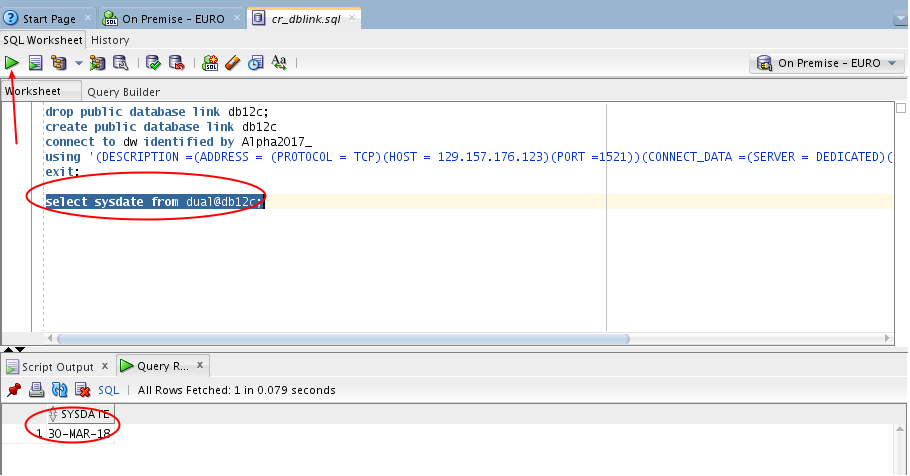 Start Page × On Premise - EURO × cr_dblink.sql ×
SQL Worksheet History
On Premise - EURO
Worksheet Query Builder
drop public database link db12c;
create public database link db12c
connect to dw identified by Alpha2017_
using '(DESCRIPTION =(ADDRESS = (PROTOCOL = TCP)(HOST = 129.157.176.123)(PORT =1521))(CONNECT_DATA =(SERVER = DEDICATED)(
exit;
select sysdate from dual@db12c;
Script Output × Query R... ×
SQL | All Rows Fetched: 1 in 0.079 seconds
SYSDATE
1 30-MAR-18